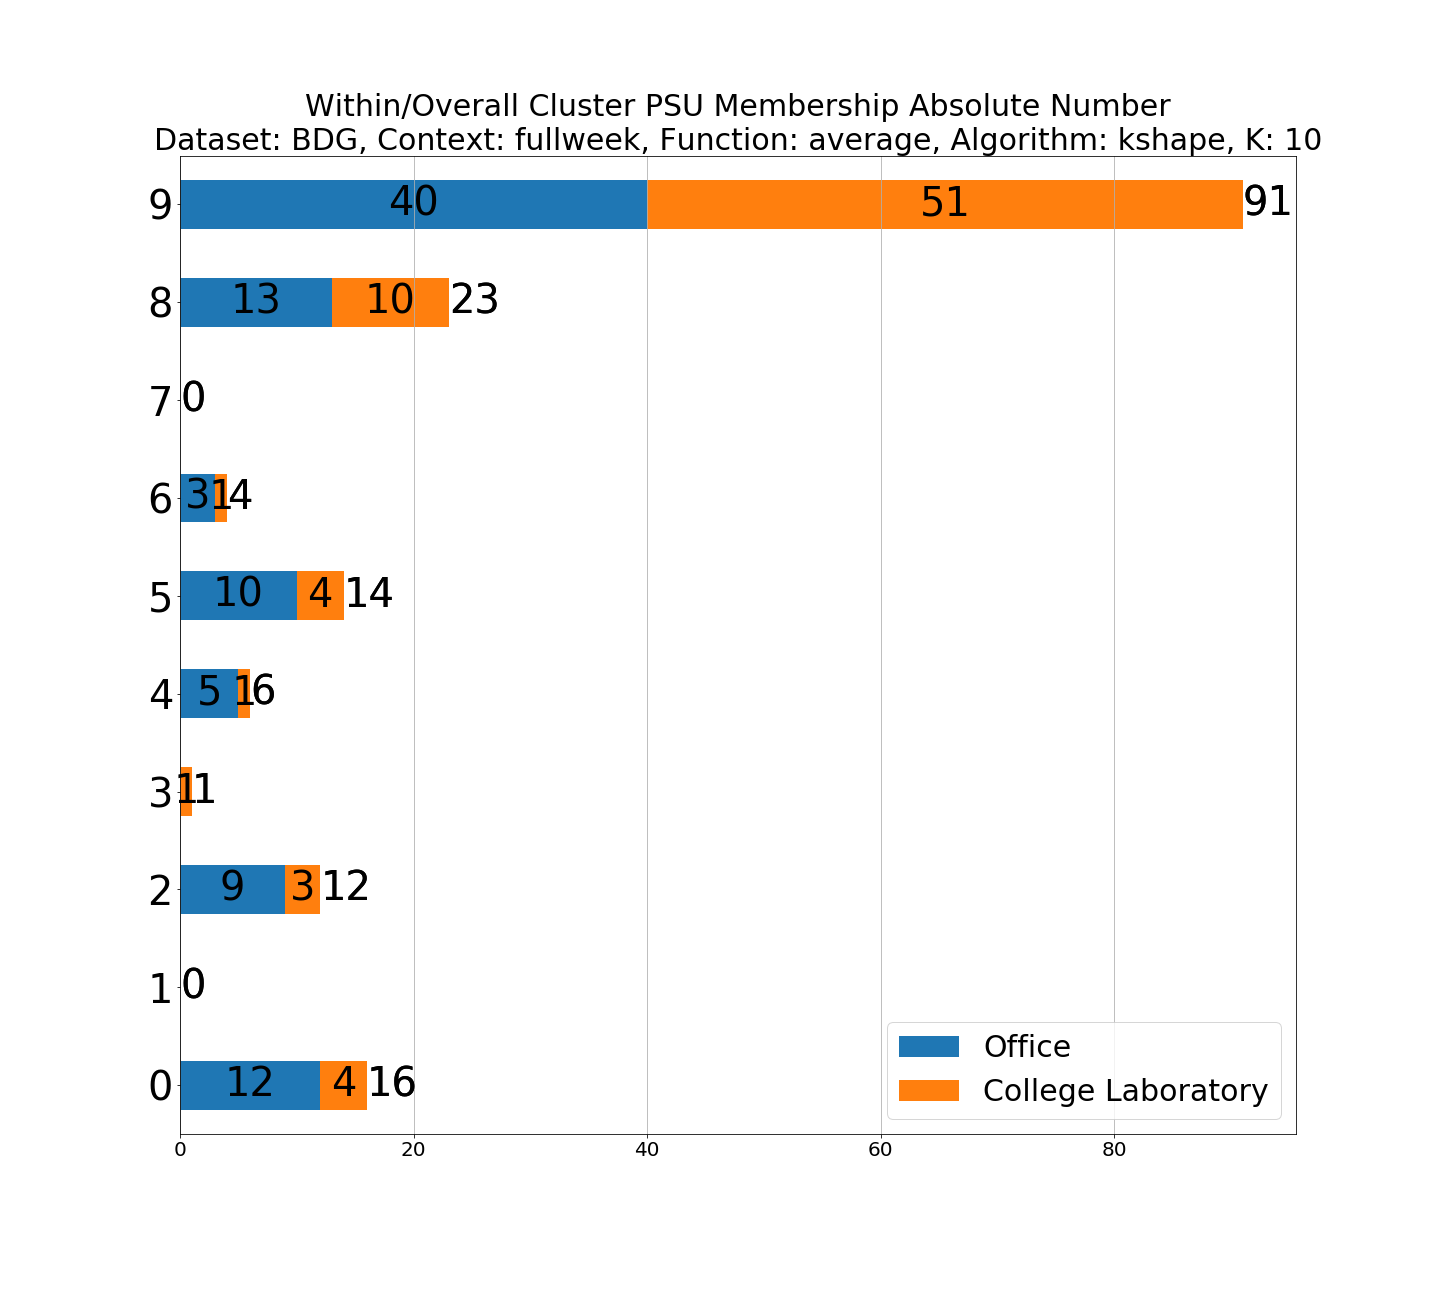 Within/Overall Cluster PSU Membership Absolute Number
Dataset: BDG, Context: fullweek, Function: average, Algorithm: kshape, K: 10
9 40 51 91
8 13 10 23
7 0
6 3 1 4
5 10 4 14
4 5 1 6
3 1 1
2 9 3 12
1 0
Office
College Laboratory
0 12 4 16
0 20 40 60 80